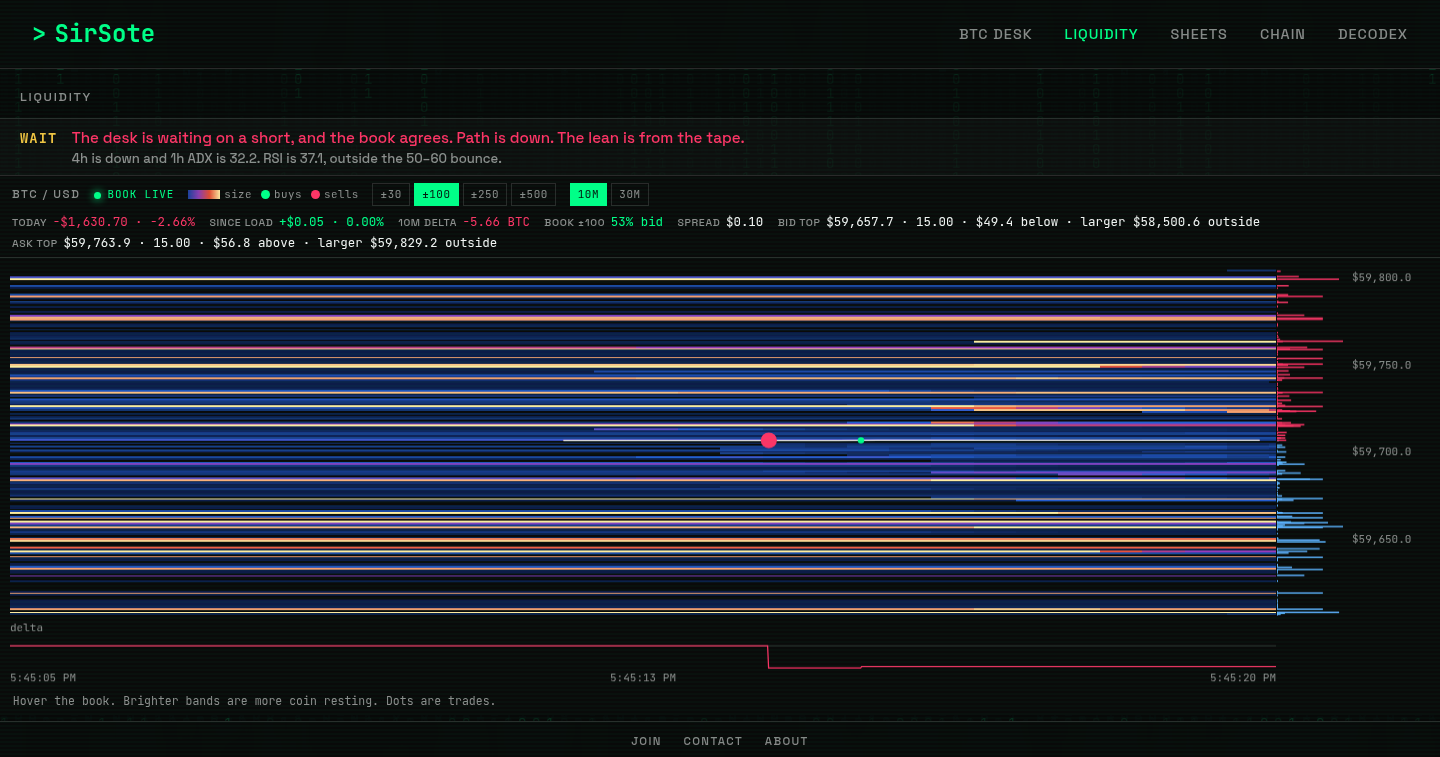 > SirSote
BTC DESK LIQUIDITY SHEETS CHAIN DECODEX
LIQUIDITY
WAIT The desk is waiting on a short, and the book agrees. Path is down. The lean is from the tape.
4h is down and 1h ADX is 32.2. RSI is 37.1, outside the 50–60 bounce.
BTC / USD BOOK LIVE size buys sells ±30 ±100 ±250 ±500 10M 30M
TODAY -$1,630.70 · -2.66% SINCE LOAD +$0.05 · 0.00% 10M DELTA -5.66 BTC BOOK ±100 53% bid SPREAD $0.10 BID TOP $59,657.7 · 15.00 · $49.4 below · larger $58,500.6 outside
ASK TOP $59,763.9 · 15.00 · $56.8 above · larger $59,829.2 outside
$59,800.0
$59,750.0
$59,700.0
$59,650.0
delta
5:45:05 PM 5:45:13 PM 5:45:20 PM
Hover the book. Brighter bands are more coin resting. Dots are trades.
JOIN CONTACT ABOUT